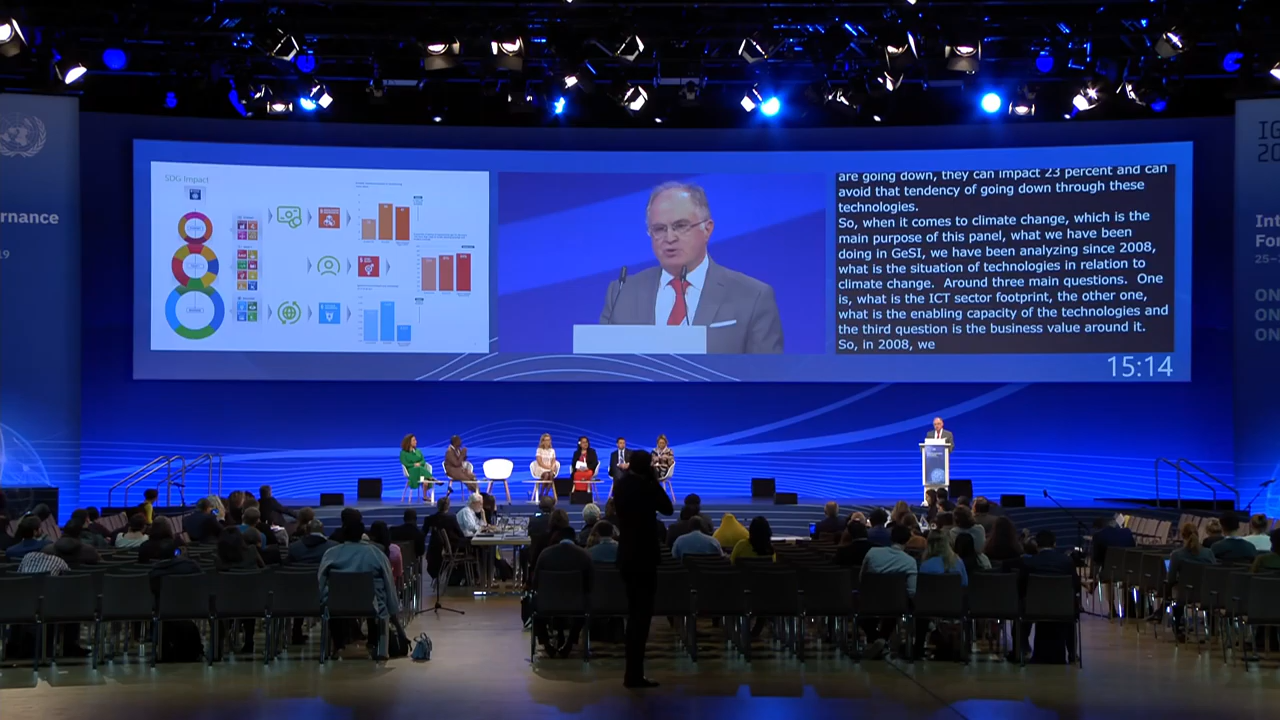 IG
20
rnance
19
SDG Impact
are going down, they can impact 23 percent and can
avoid that tendency of going down through these
technologies.
So, when it comes to climate change, which is the
main purpose of this panel, what we have been
doing in GeSI, we have been analyzing since 2008,
what is the situation of technologies in relation to
climate change.  Around three main questions.  One
is, what is the ICT sector footprint, the other one,
what is the enabling capacity of the technologies and
the third question is the business value around it.
So, in 2008, we
15:14
Int
Fo
25–
ON
ON
ON